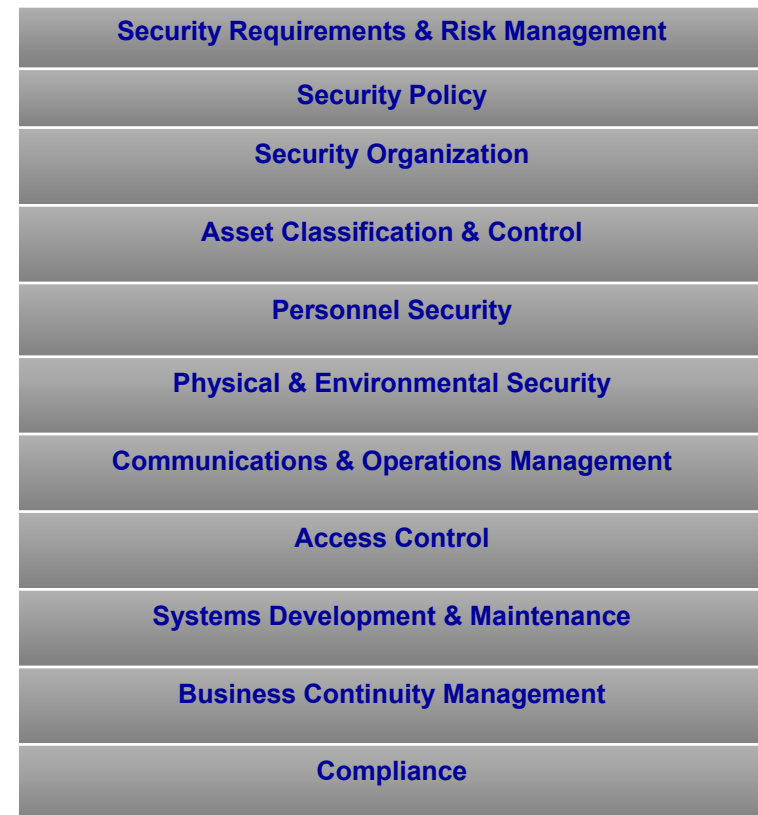 Security Requirements & Risk Management
Security Policy
Security Organization
Asset Classification & Control
Personnel Security
Physical & Environmental Security
Communications & Operations Management
Access Control
Systems Development & Maintenance
Business Continuity Management
Compliance